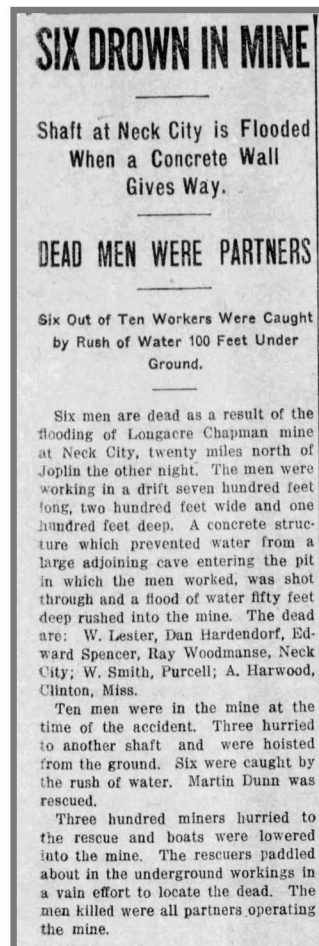 SIX DROWN IN MINE
Shaft at Neck City is Flooded
When a Concrete Wall
Gives Way.
DEAD MEN WERE PARTNERS
Six Out of Ten Workers Were Caught
by Rush of Water 100 Feet Under
Ground.
Six men are dead as a result of the
flooding of Longacre Chapman mine
at Neck City, twenty miles north of
Joplin the other night. The men were
working in a drift seven hundred feet
long, two hundred feet wide and one
hundred feet deep. A concrete struc-
ture which prevented water from a
large adjoining cave entering the pit
in which the men worked, was shot
through and a flood of water fifty feet
deep rushed into the mine. The dead
are: W. Lester, Dan Hardendorf, Ed-
ward Spencer, Ray Woodmanse, Neck
City; W. Smith, Purcell; A. Harwood,
Clinton, Miss.
Ten men were in the mine at the
time of the accident. Three hurried
to another shaft and were hoisted
from the ground. Six were caught by
the rush of water. Martin Dunn was
rescued.
Three hundred miners hurried to
the rescue and boats were lowered
into the mine. The rescuers paddled
about in the underground workings in
a vain effort to locate the dead. The
men killed were all partners operating
the mine.